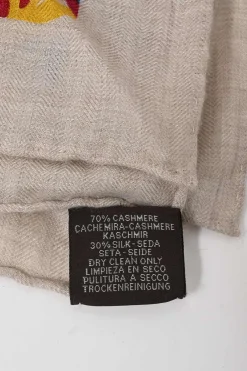 70% CASHMERE
CACHEMIRA-CASHMERE
KASCHMIR
30% SILK-SEDA
SETA-SEIDE
DRY CLEAN ONLY
LIMPIEZA EN SECO
PULITURA A SECCO
TROCKENREINIGUNG